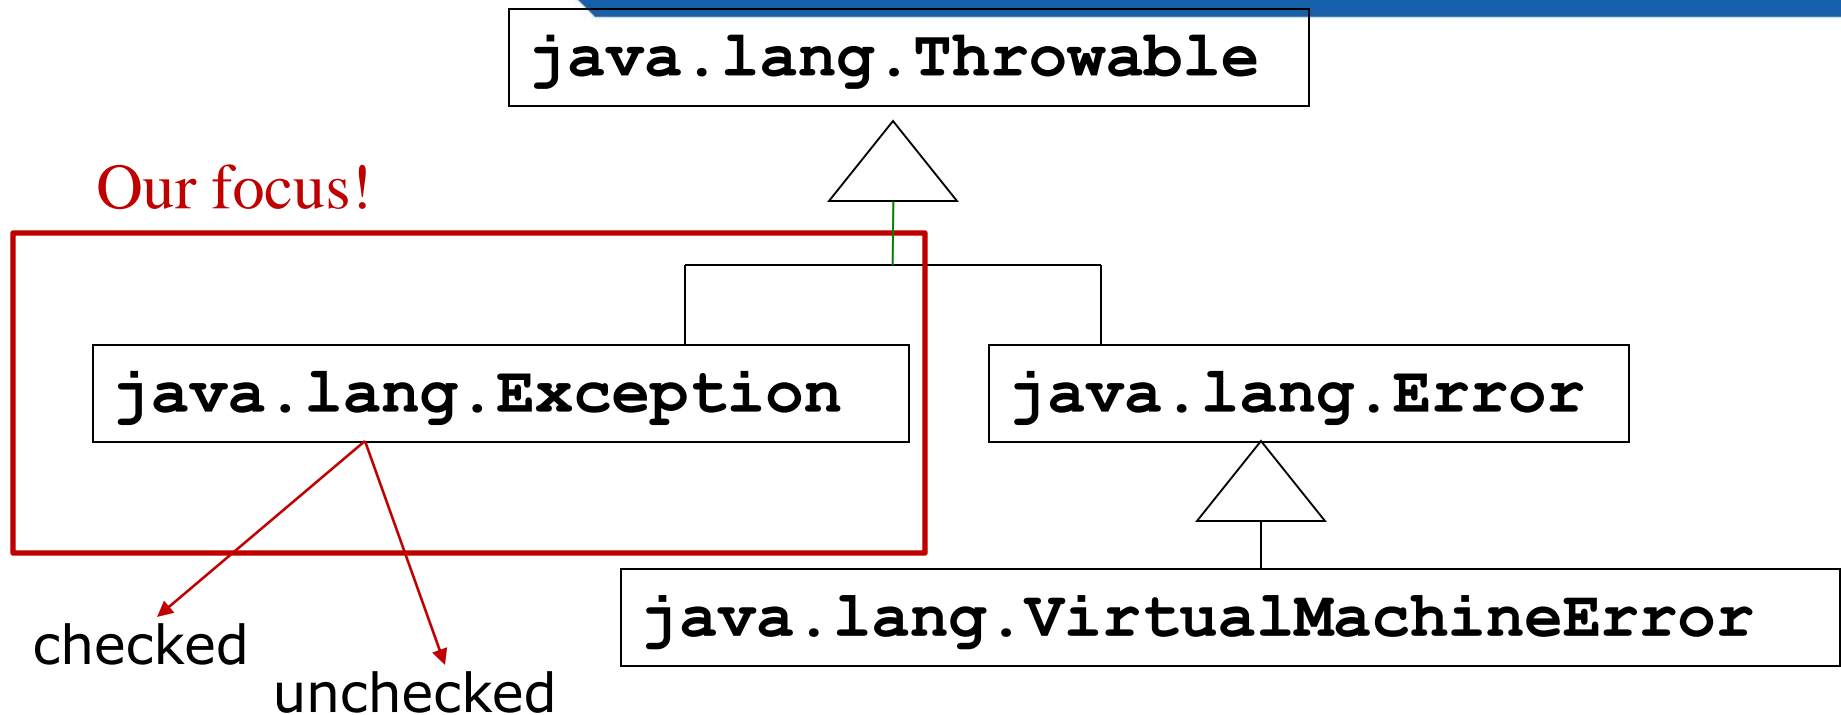 java.lang.Throwable
Our focus!
java.lang.Exception
java.lang.Error
java.lang.VirtualMachineError
checked
unchecked